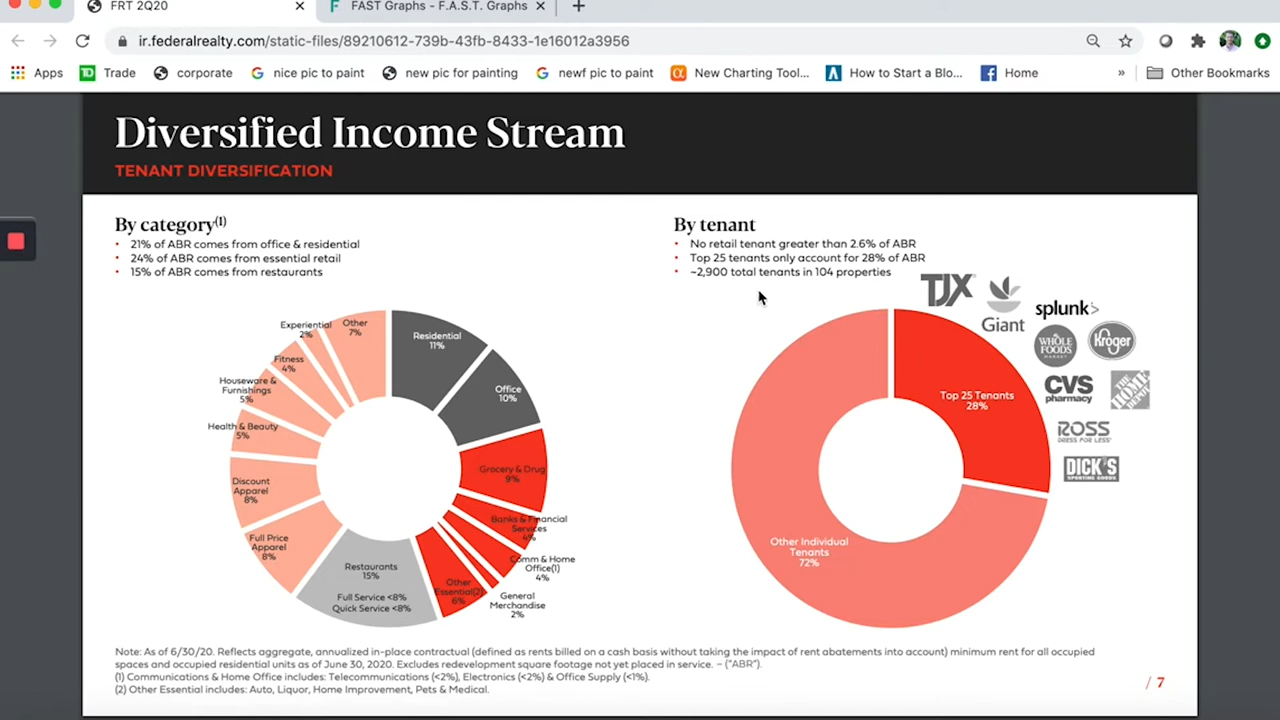 FRT 2Q20
FAST Graphs - F.A.S.T. Graphs
ir.federalrealty.com/static-files/89210612-739b-43fb-8433-1e16012a3956
Apps
TD
Trade
corporate
nice pic to paint
new pic for painting
newf pic to paint
New Charting Tool...
How to Start a Blo...
Home
»
Other Bookmarks
Diversified Income Stream
TENANT DIVERSIFICATION
By category(1)
• 21% of ABR comes from office & residential
• 24% of ABR comes from essential retail
• 15% of ABR comes from restaurants
Residential
11%
Office
10%
Grocery & Drug
9%
Banks & Financial
Services
4%
Comm & Home
Office(1)
4%
General
Merchandise
2%
Other
Essential(2)
6%
Restaurants
15%
Full Service <8%
Quick Service <8%
Full Price
Apparel
8%
Discount
Apparel
8%
Health & Beauty
5%
Houseware &
Furnishings
5%
Fitness
4%
Experiential
2%
Other
7%
By tenant
• No retail tenant greater than 2.6% of ABR
• Top 25 tenants only account for 28% of ABR
• ~2,900 total tenants in 104 properties
Top 25 Tenants
28%
Other Individual
Tenants
72%
TJX
Giant
splunk>
WHOLE
FOODS
MARKET
Kroger
CVS
pharmacy
THE HOME DEPOT
ROSS
DRESS FOR LESS
DICK'S
SPORTING GOODS
Note: As of 6/30/20. Reflects aggregate, annualized in-place contractual (defined as rents billed on a cash basis without taking the impact of rent abatements into account) minimum rent for all occupied
spaces and occupied residential units as of June 30, 2020. Excludes redevelopment square footage not yet placed in service. – ("ABR").
(1) Communications & Home Office includes: Telecommunications (<2%), Electronics (<2%) & Office Supply (<1%).
(2) Other Essential includes: Auto, Liquor, Home Improvement, Pets & Medical.
/ 7